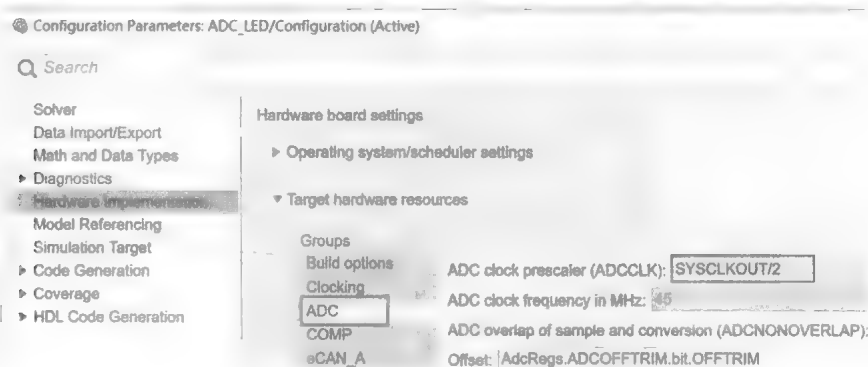 Configuration Parameters: ADC_LED/Configuration (Active)
Search
Solver
Data Import/Export
Math and Data Types
Diagnostics
Hardware Implementation
Model Referencing
Simulation Target
Code Generation
Coverage
HDL Code Generation
Hardware board settings
Operating system/scheduler settings
Target hardware resources
Groups
Build options
Clocking
ADC
COMP
eCAN_A
ADC clock prescaler (ADCCLK): SYSCLKOUT/2
ADC clock frequency in MHz: 45
ADC overlap of sample and conversion (ADCNONOVERLAP):
Offset: AdcRegs.ADCOFFTRIM.bit.OFFTRIM